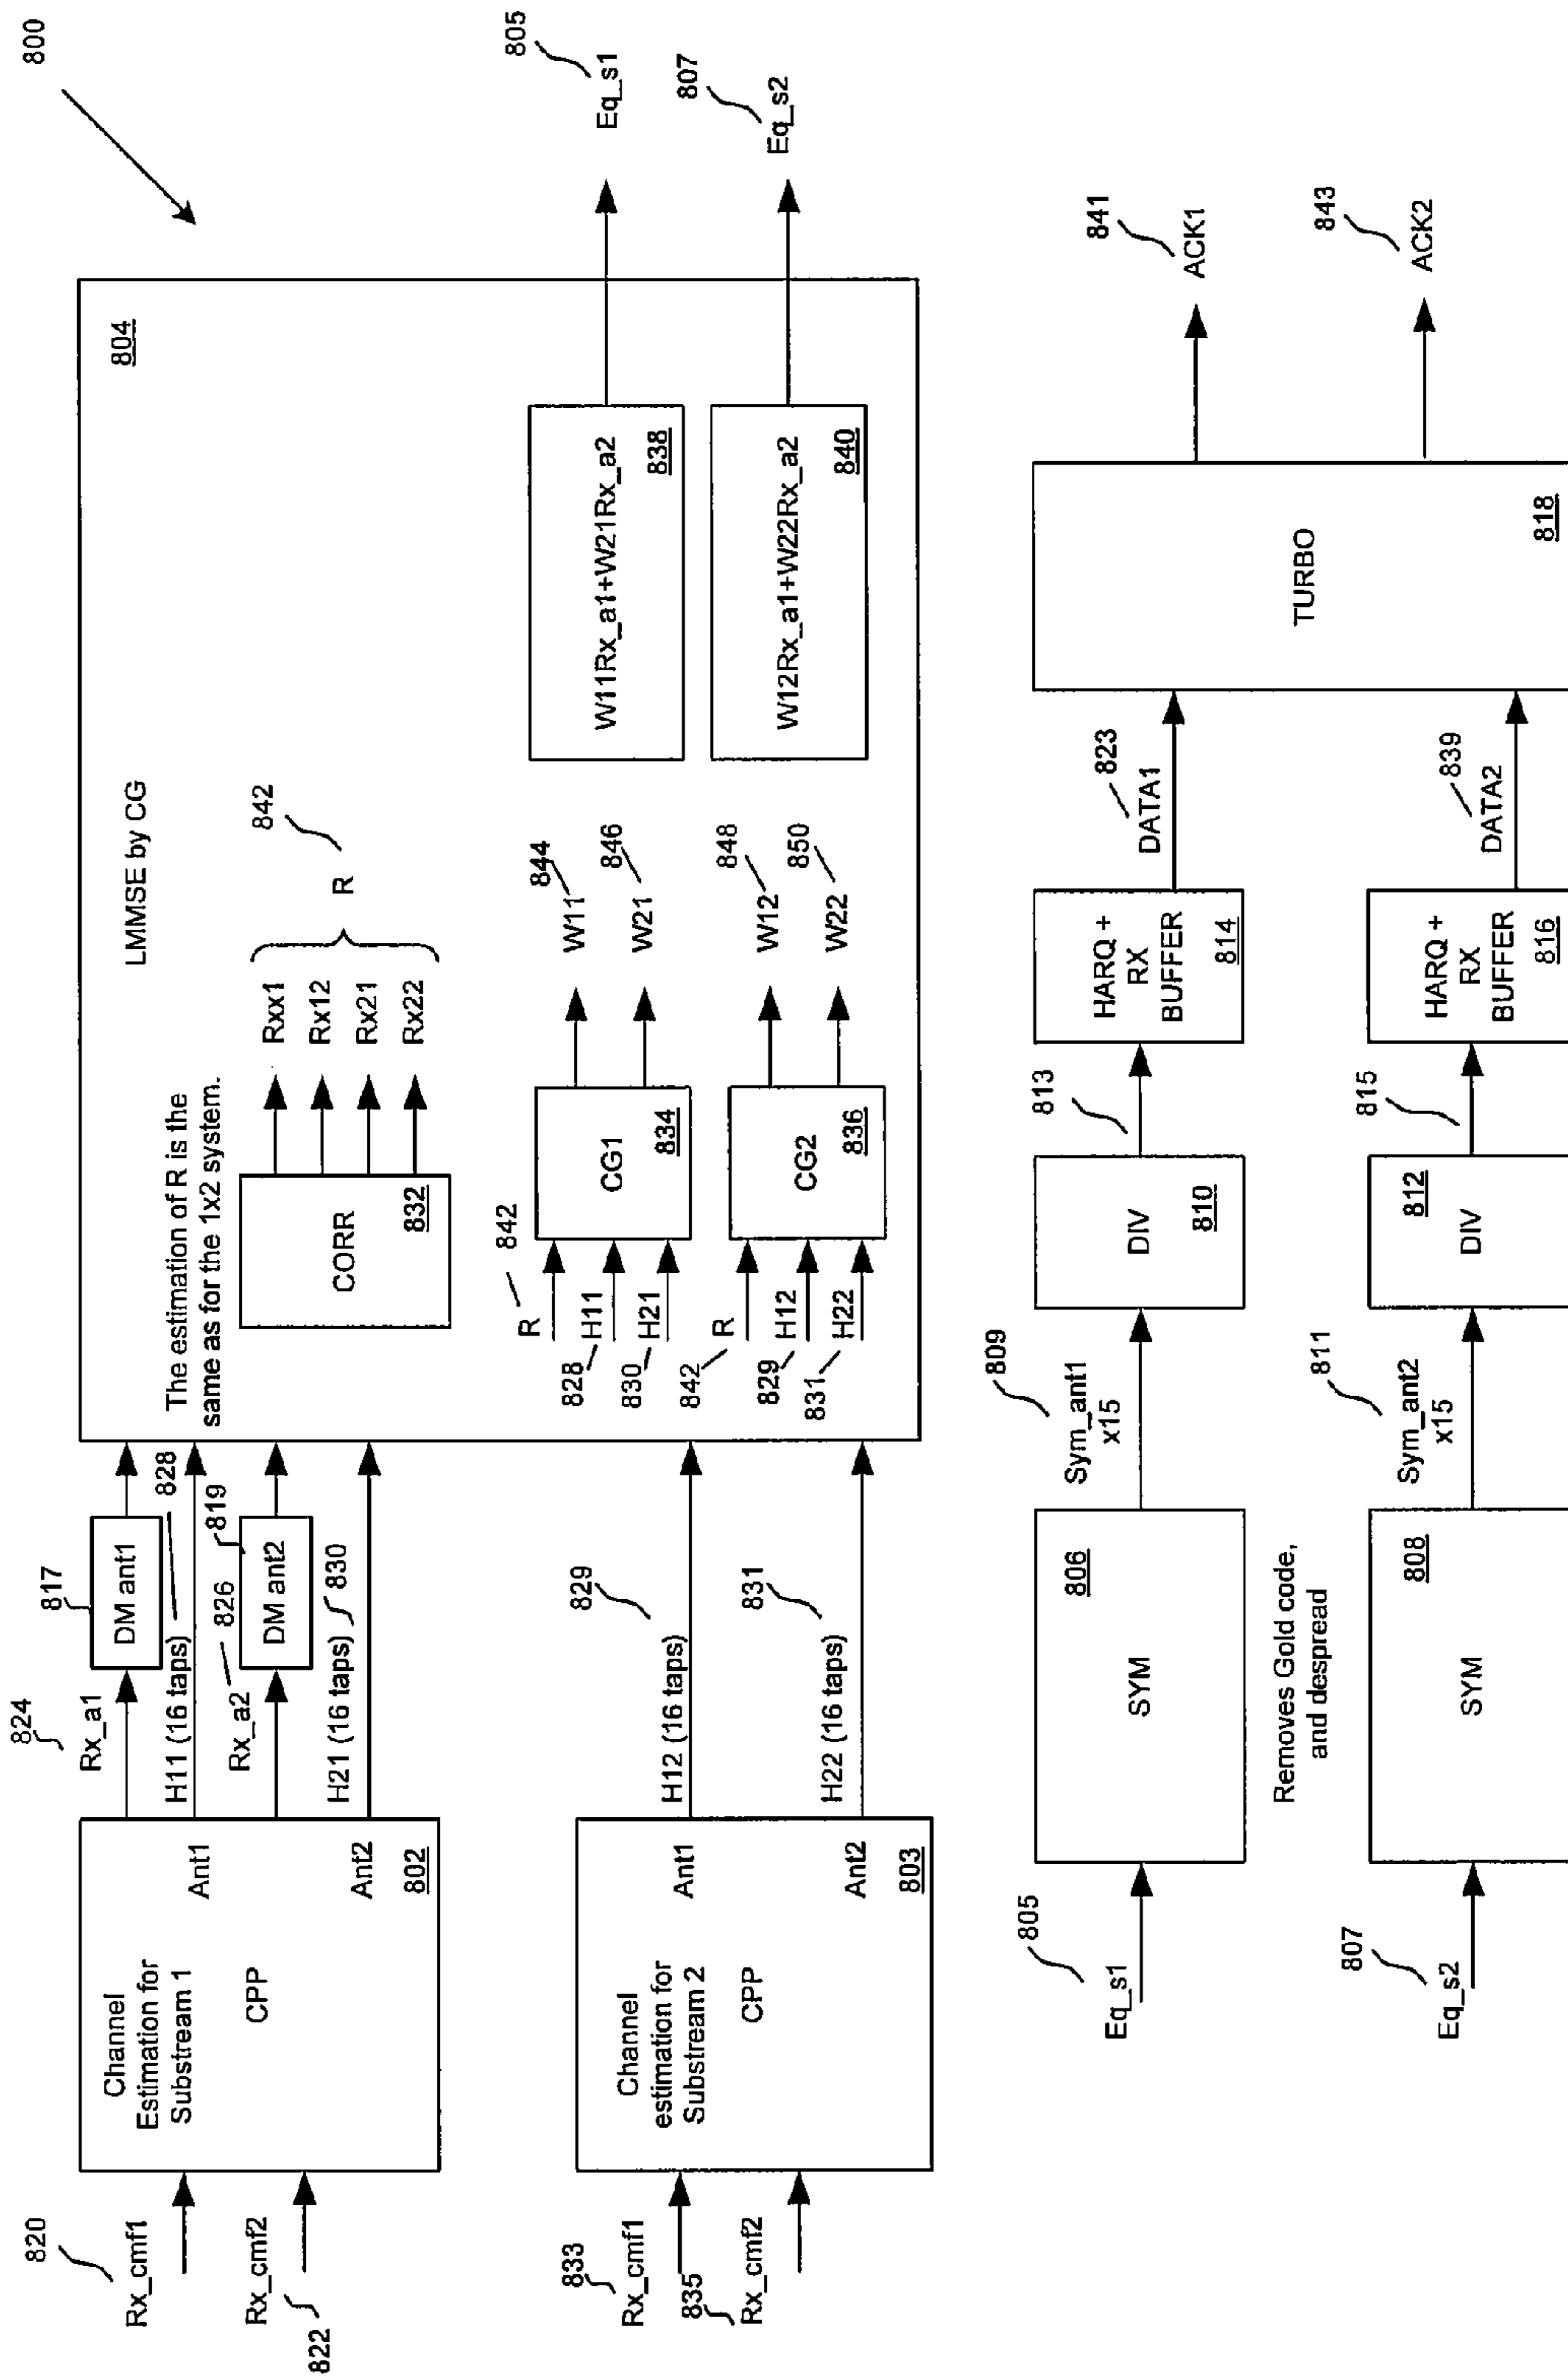 800
820
Rx_cmf1
Rx_cmf2
822
Channel
Estimation for
Substream 1
CPP
Ant1
Ant2
802
824
Rx_a1
817
DM ant1
H11 (16 taps)
828
Rx_a2
826
DM ant2
819
H21 (16 taps)
830
833
Rx_cmf1
835
Rx_cmf2
Channel
estimation for
Substream 2
CPP
Ant1
Ant2
803
H12 (16 taps)
829
H22 (16 taps)
831
LMMSE by CG
804
The estimation of R is the
same as for the 1x2 system.
CORR
832
Rxx1
Rx12
Rx21
Rx22
R
842
842
R
828
H11
830
H21
CG1
834
W11
844
W21
846
842
R
829
H12
831
H22
CG2
836
W12
848
W22
850
W11Rx_a1+W21Rx_a2
838
W12Rx_a1+W22Rx_a2
840
Eq_s1
805
Eq_s2
807
805
Eq_s1
SYM
806
809
Sym_ant1
x15
DIV
810
813
HARQ +
RX
BUFFER
814
DATA1
823
Removes Gold code,
and despread
807
Eq_s2
SYM
808
811
Sym_ant2
x15
DIV
812
815
HARQ +
RX
BUFFER
816
DATA2
839
TURBO
818
841
ACK1
843
ACK2